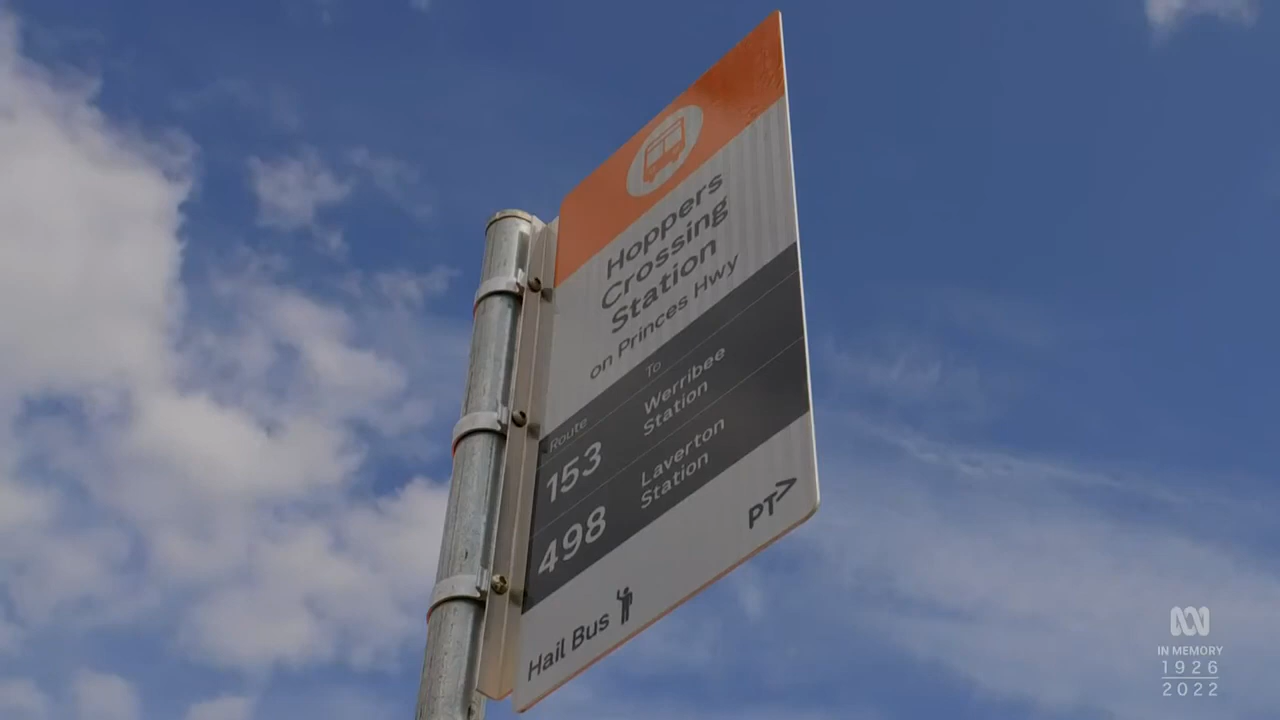 Hoppers
Crossing
Station
on Princes Hwy
Route To
153 Werribee
Station
498 Laverton
Station
PT>
Hail Bus
IN MEMORY
1926
2022